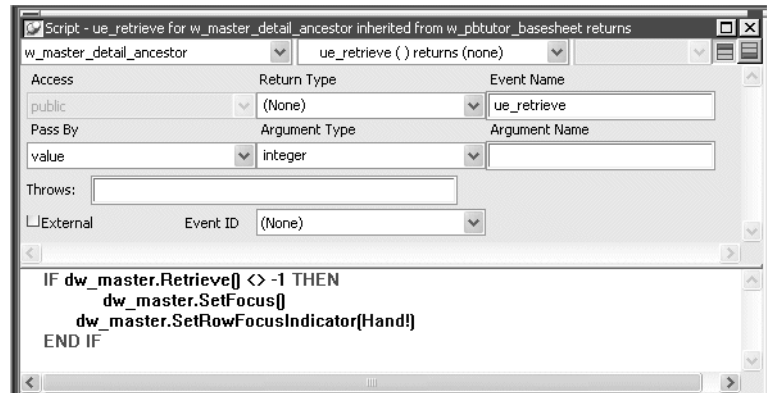 Script - ue_retrieve for w_master_detail_ancestor inherited from w_pbtutor_basesheet returns
w_master_detail_ancestor ue_retrieve ( ) returns (none)
Access Return Type Event Name
public (None) ue_retrieve
Pass By Argument Type Argument Name
value integer
Throws:
External Event ID (None)
IF dw_master.Retrieve() <> -1 THEN
dw_master.SetFocus()
dw_master.SetRowFocusIndicator(Hand!)
END IF